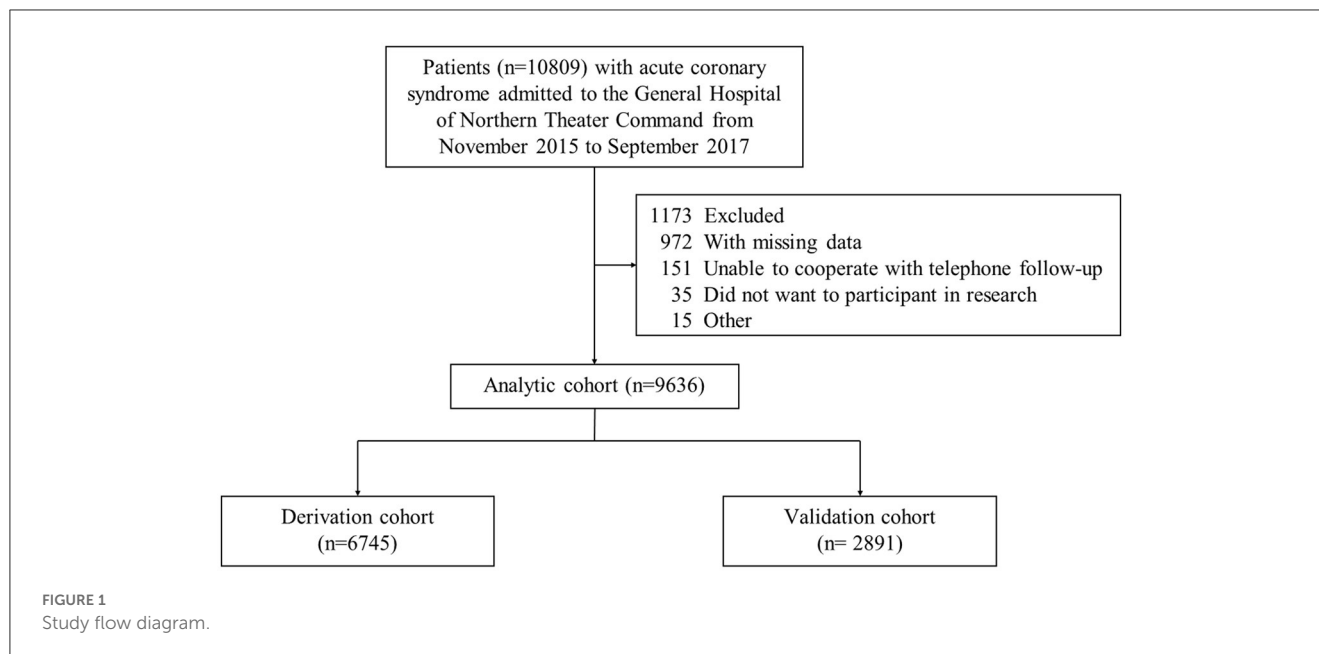 Patients (n=10809) with acute coronary
syndrome admitted to the General Hospital
of Northern Theater Command from
November 2015 to September 2017
1173 Excluded
972 With missing data
151 Unable to cooperate with telephone follow-up
35 Did not want to participant in research
15 Other
Analytic cohort (n=9636)
Derivation cohort
(n=6745)
Validation cohort
(n= 2891)
FIGURE 1
Study flow diagram.